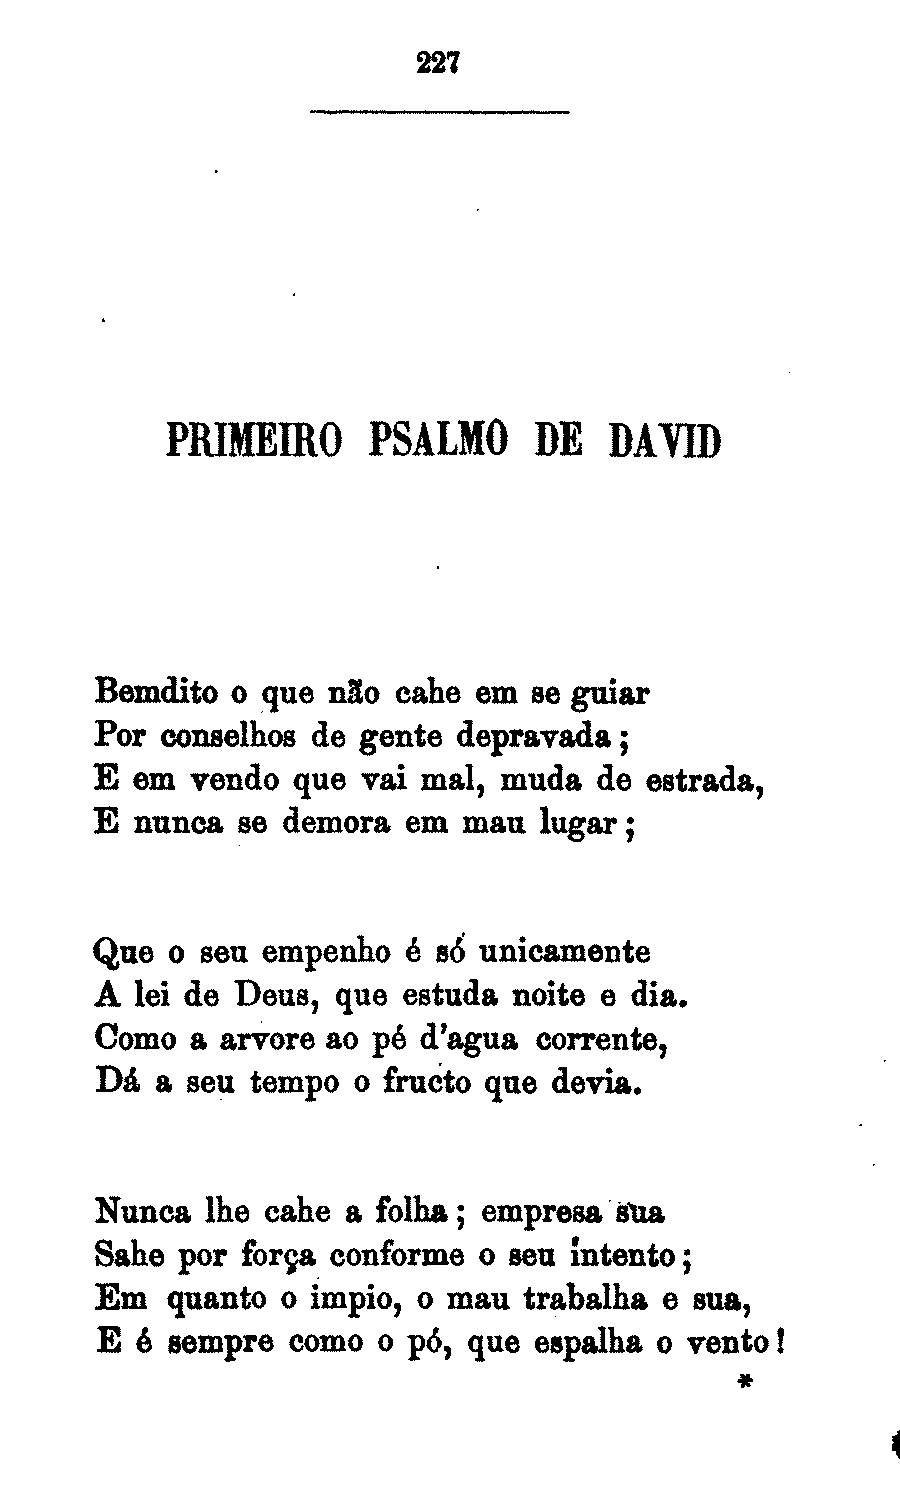 227
PRIMEIRO PSALMO DE DAVID
Bemdito o que não cahe em se guiar
Por conselhos de gente depravada;
E em vendo que vai mal, muda de estrada,
E nunca se demora em mau lugar;
Que o seu empenho é só unicamente
A lei de Deus, que estuda noite e dia.
Como a arvore ao pé d'agua corrente,
Dá a seu tempo o fructo que devia.
Nunca lhe cahe a folha; empresa sua
Sahe por força conforme o seu intento;
Em quanto o impio, o mau trabalha e sua,
E é sempre como o pó, que espalha o vento!
*